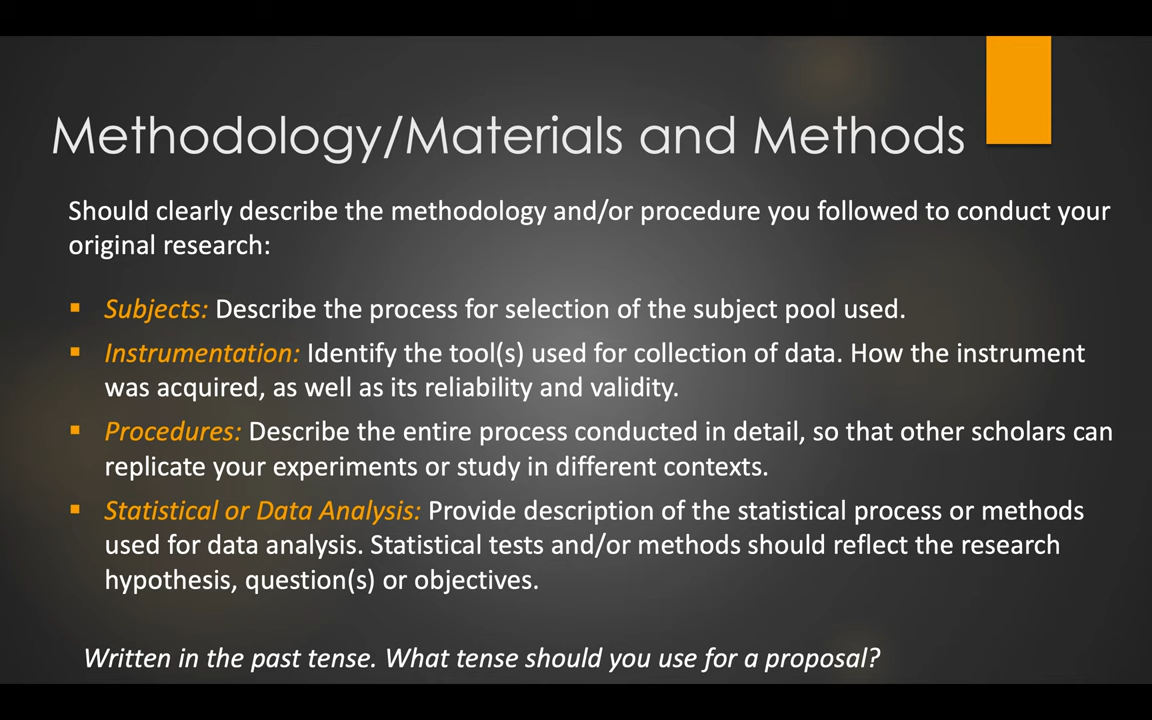 Methodology/Materials and Methods
Should clearly describe the methodology and/or procedure you followed to conduct your
original research:
▪ Subjects: Describe the process for selection of the subject pool used.
▪ Instrumentation: Identify the tool(s) used for collection of data. How the instrument
was acquired, as well as its reliability and validity.
▪ Procedures: Describe the entire process conducted in detail, so that other scholars can
replicate your experiments or study in different contexts.
▪ Statistical or Data Analysis: Provide description of the statistical process or methods
used for data analysis. Statistical tests and/or methods should reflect the research
hypothesis, question(s) or objectives.
Written in the past tense. What tense should you use for a proposal?